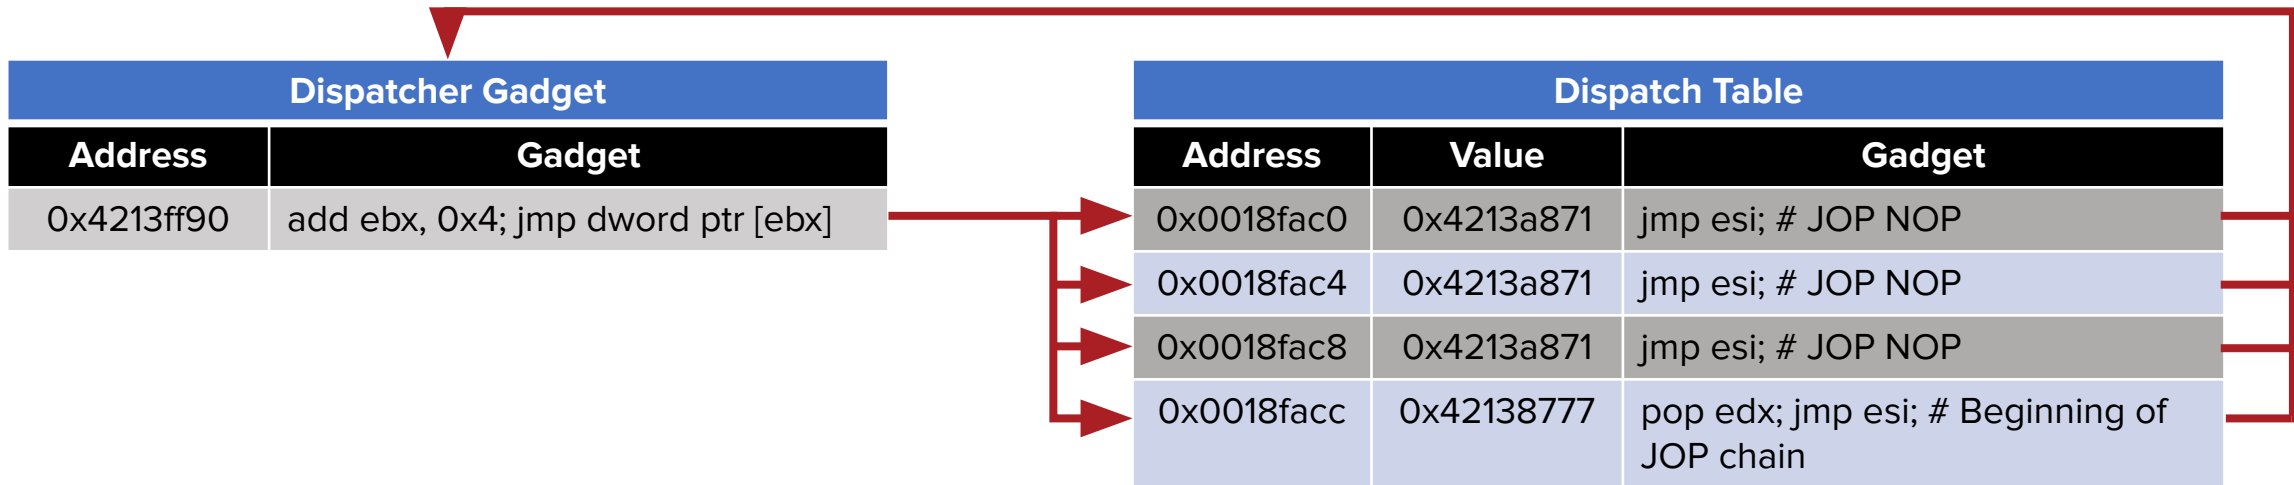 Dispatcher Gadget
Address Gadget
0x4213ff90 add ebx, 0x4; jmp dword ptr [ebx]
Dispatch Table
Address Value Gadget
0x0018fac0 0x4213a871 jmp esi; # JOP NOP
0x0018fac4 0x4213a871 jmp esi; # JOP NOP
0x0018fac8 0x4213a871 jmp esi; # JOP NOP
0x0018facc 0x42138777 pop edx; jmp esi; # Beginning of
JOP chain